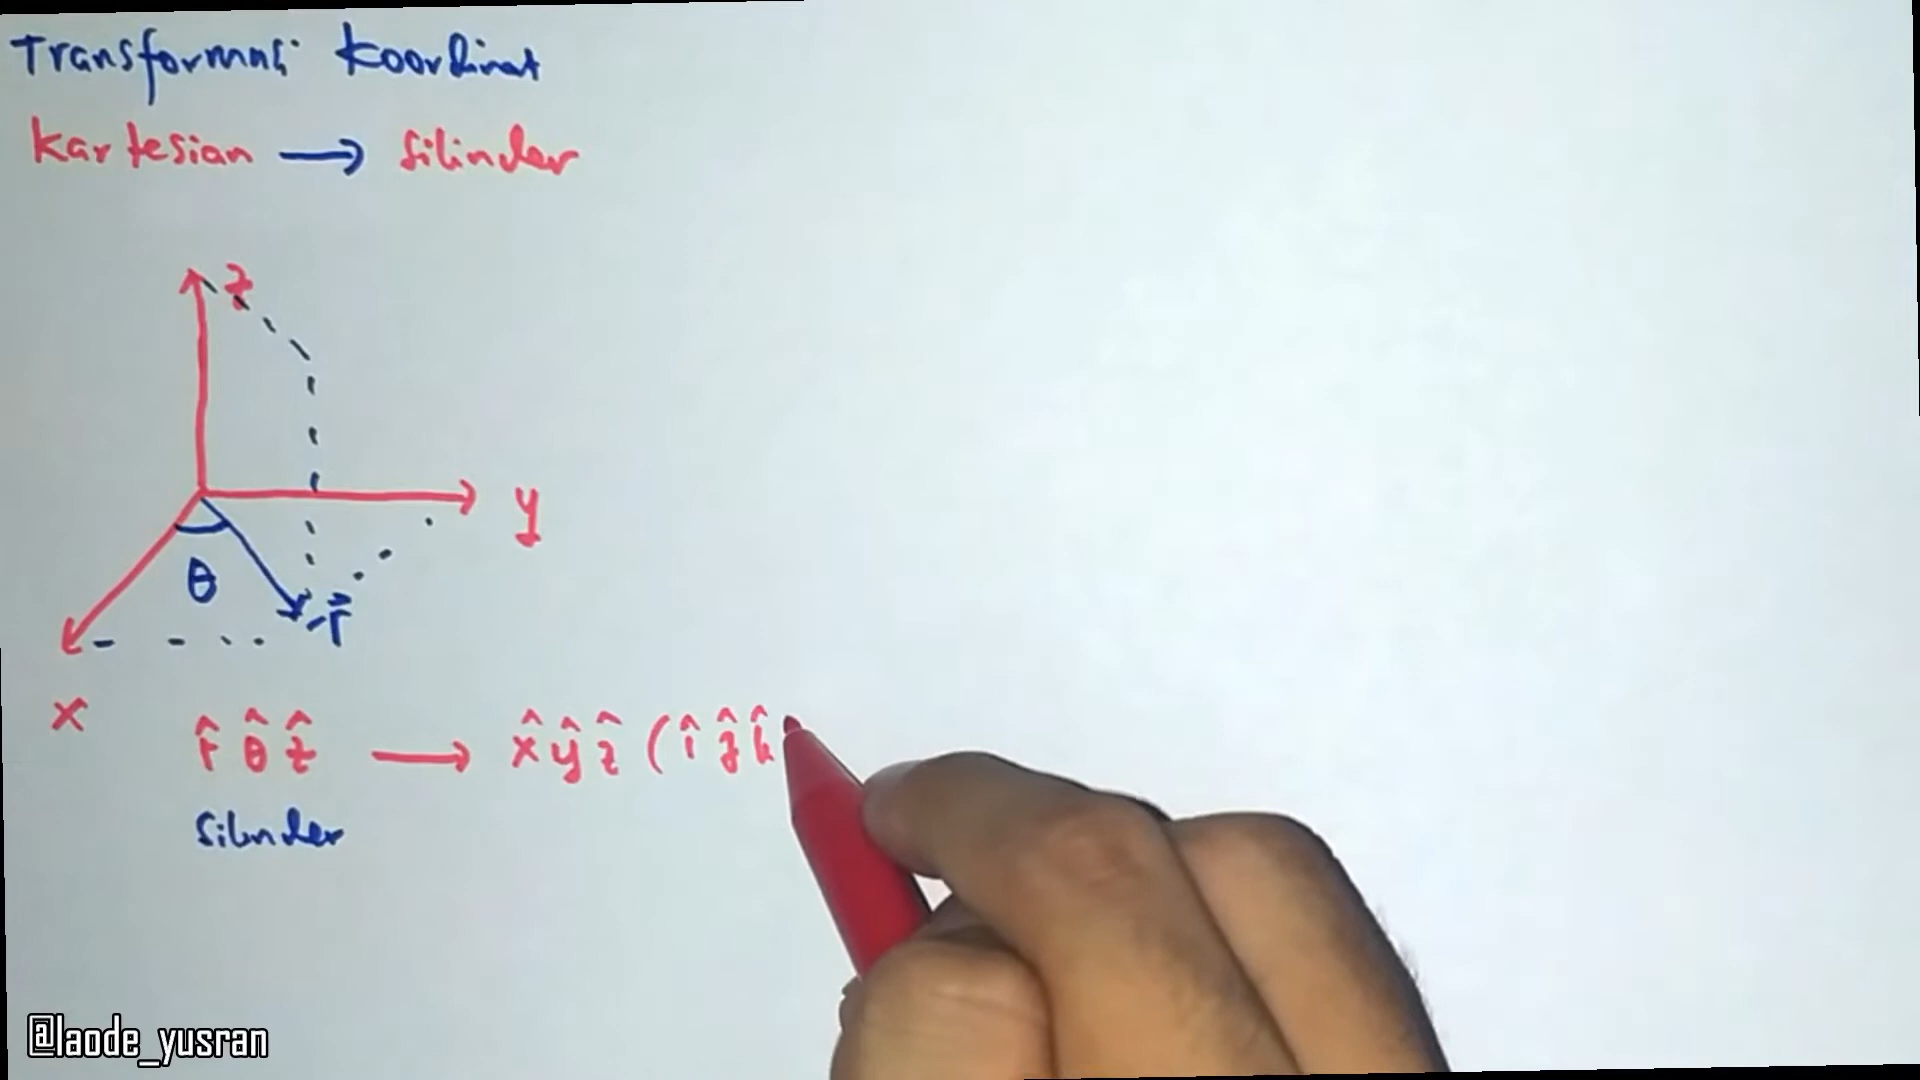 Transformasi Koordinat
Kartesian → Silinder
z
y
θ
r⃗
x
r̂ θ̂ ẑ → x̂ ŷ ẑ ( î ĵ k̂
Silinder
@laode_yusran